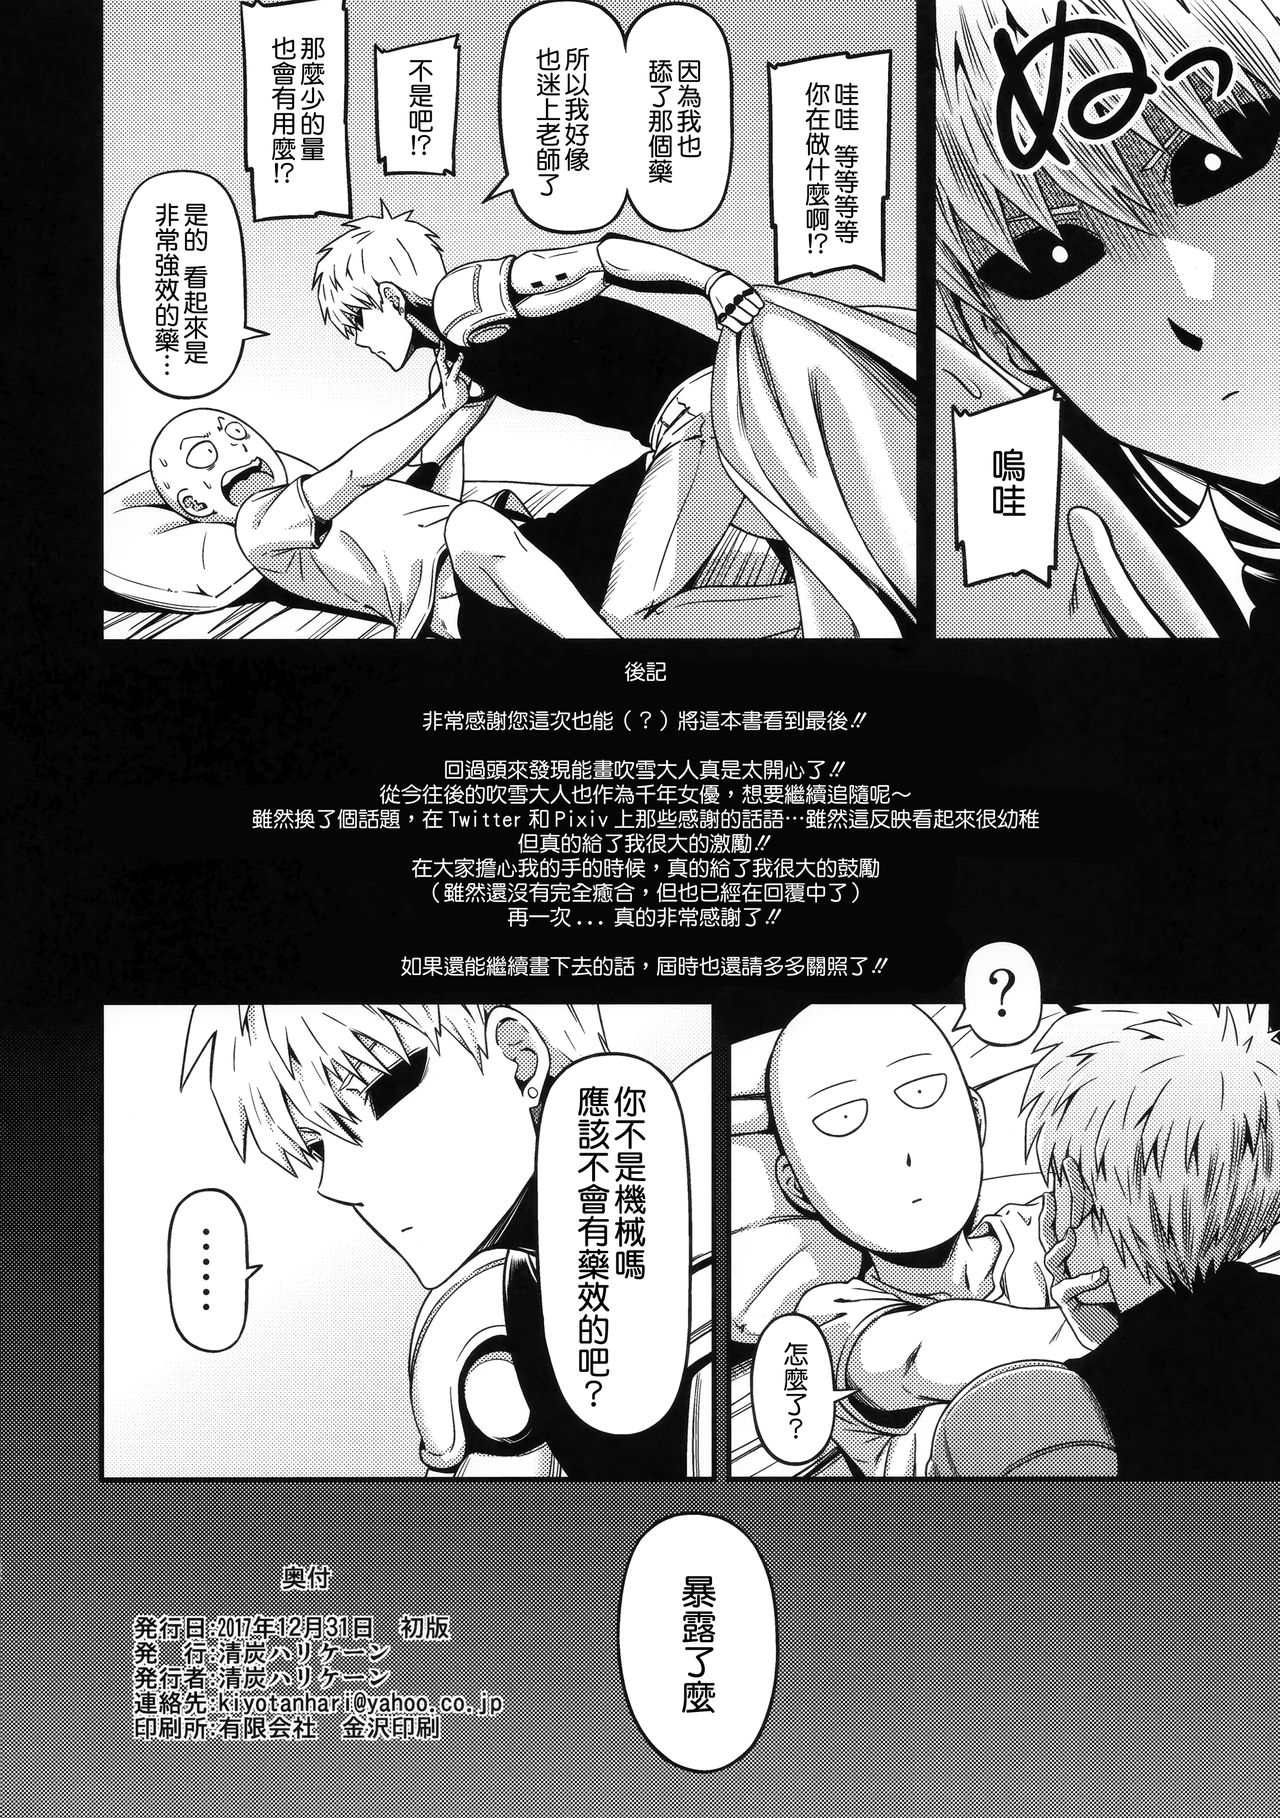 ぬっ
嗚哇
哇哇 等等等等
你在做什麼啊!?
因為我也
舔了那個藥
所以我好像
也迷上老師了
不是吧!?
那麼少的量
也會有用麼!?
是的 看起來是
非常強效的藥…
後記
非常感謝您這次也能（？）將這本書看到最後!!
回過頭來發現能畫吹雪大人真是太開心了!!
從今往後的吹雪大人也作為千年女優，想要繼續追隨呢～
雖然換了個話題，在 Twitter 和 Pixiv 上那些感謝的話語…雖然這反映看起來很幼稚
但真的給了我很大的激勵!!
在大家擔心我的手的時候，真的給了我很大的鼓勵
（雖然還沒有完全癒合，但也已經在回覆中了）
再一次... 真的非常感謝了!!
如果還能繼續畫下去的話，屆時也還請多多關照了!!
？
怎麼了？
你不是機械嗎
應該不會有藥效的吧？
……
暴露了麼
奥付
発行日:2017年12月31日　初版
発　行:清炭ハリケーン
発行者:清炭ハリケーン
連絡先:kiyotanhari@yahoo.co.jp
印刷所:有限会社　金沢印刷